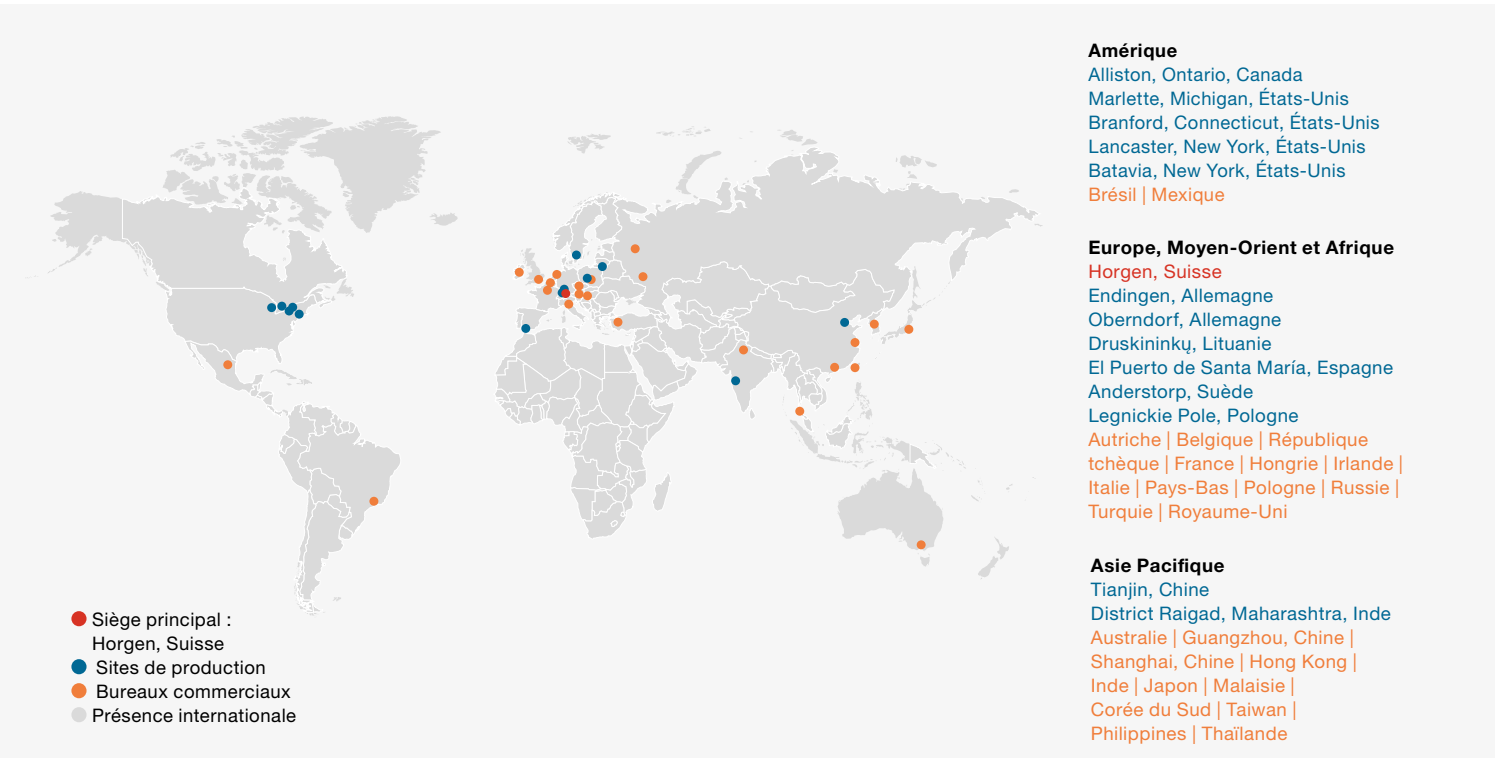 Amérique
Alliston, Ontario, Canada
Marlette, Michigan, États-Unis
Branford, Connecticut, États-Unis
Lancaster, New York, États-Unis
Batavia, New York, États-Unis
Brésil | Mexique
Europe, Moyen-Orient et Afrique
Horgen, Suisse
Endingen, Allemagne
Oberndorf, Allemagne
Druskininkų, Lituanie
El Puerto de Santa María, Espagne
Anderstorp, Suède
Legnickie Pole, Pologne
Autriche | Belgique | République
tchèque | France | Hongrie | Irlande |
Italie | Pays-Bas | Pologne | Russie |
Turquie | Royaume-Uni
Asie Pacifique
Tianjin, Chine
District Raigad, Maharashtra, Inde
Australie | Guangzhou, Chine |
Shanghai, Chine | Hong Kong |
Inde | Japon | Malaisie |
Corée du Sud | Taiwan |
Philippines | Thaïlande
Siège principal :
Horgen, Suisse
Sites de production
Bureaux commerciaux
Présence internationale